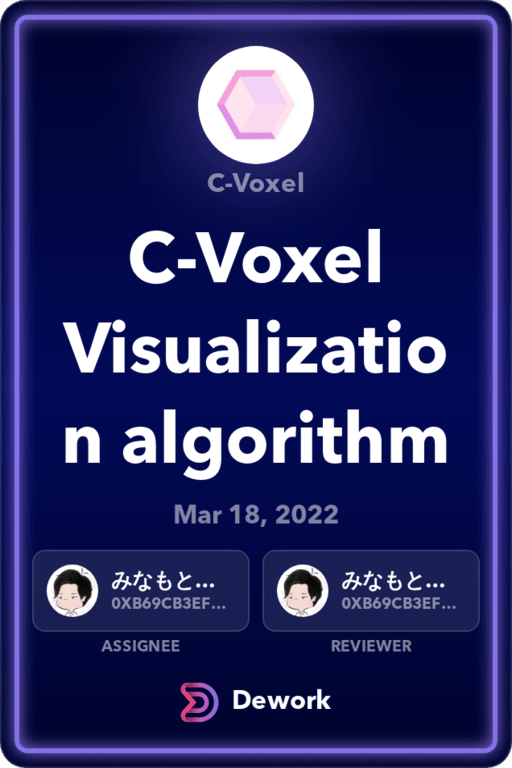 C-Voxel
C-Voxel
Visualizatio
n algorithm
Mar 18, 2022
みなもと...
0XB69CB3EF...
みなもと...
0XB69CB3EF...
ASSIGNEE
REVIEWER
Dework